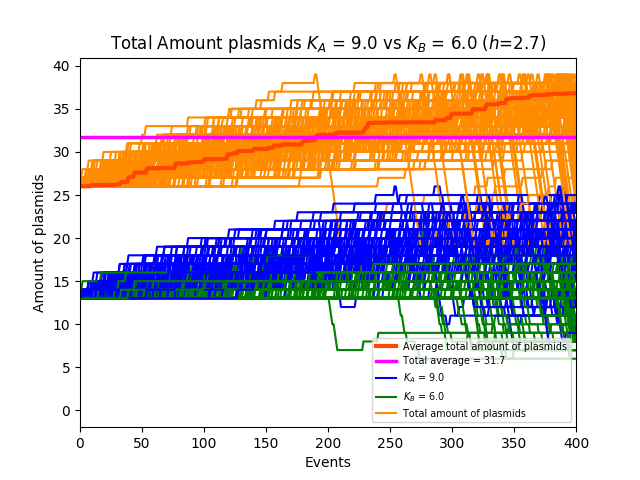 Total Amount plasmids K_A = 9.0 vs K_B = 6.0 (h=2.7)
40
35
30
25
20
15
10
5
0
Amount of plasmids
Average total amount of plasmids
Total average = 31.7
K_A = 9.0
K_B = 6.0
Total amount of plasmids
0 50 100 150 200 250 300 350 400
Events